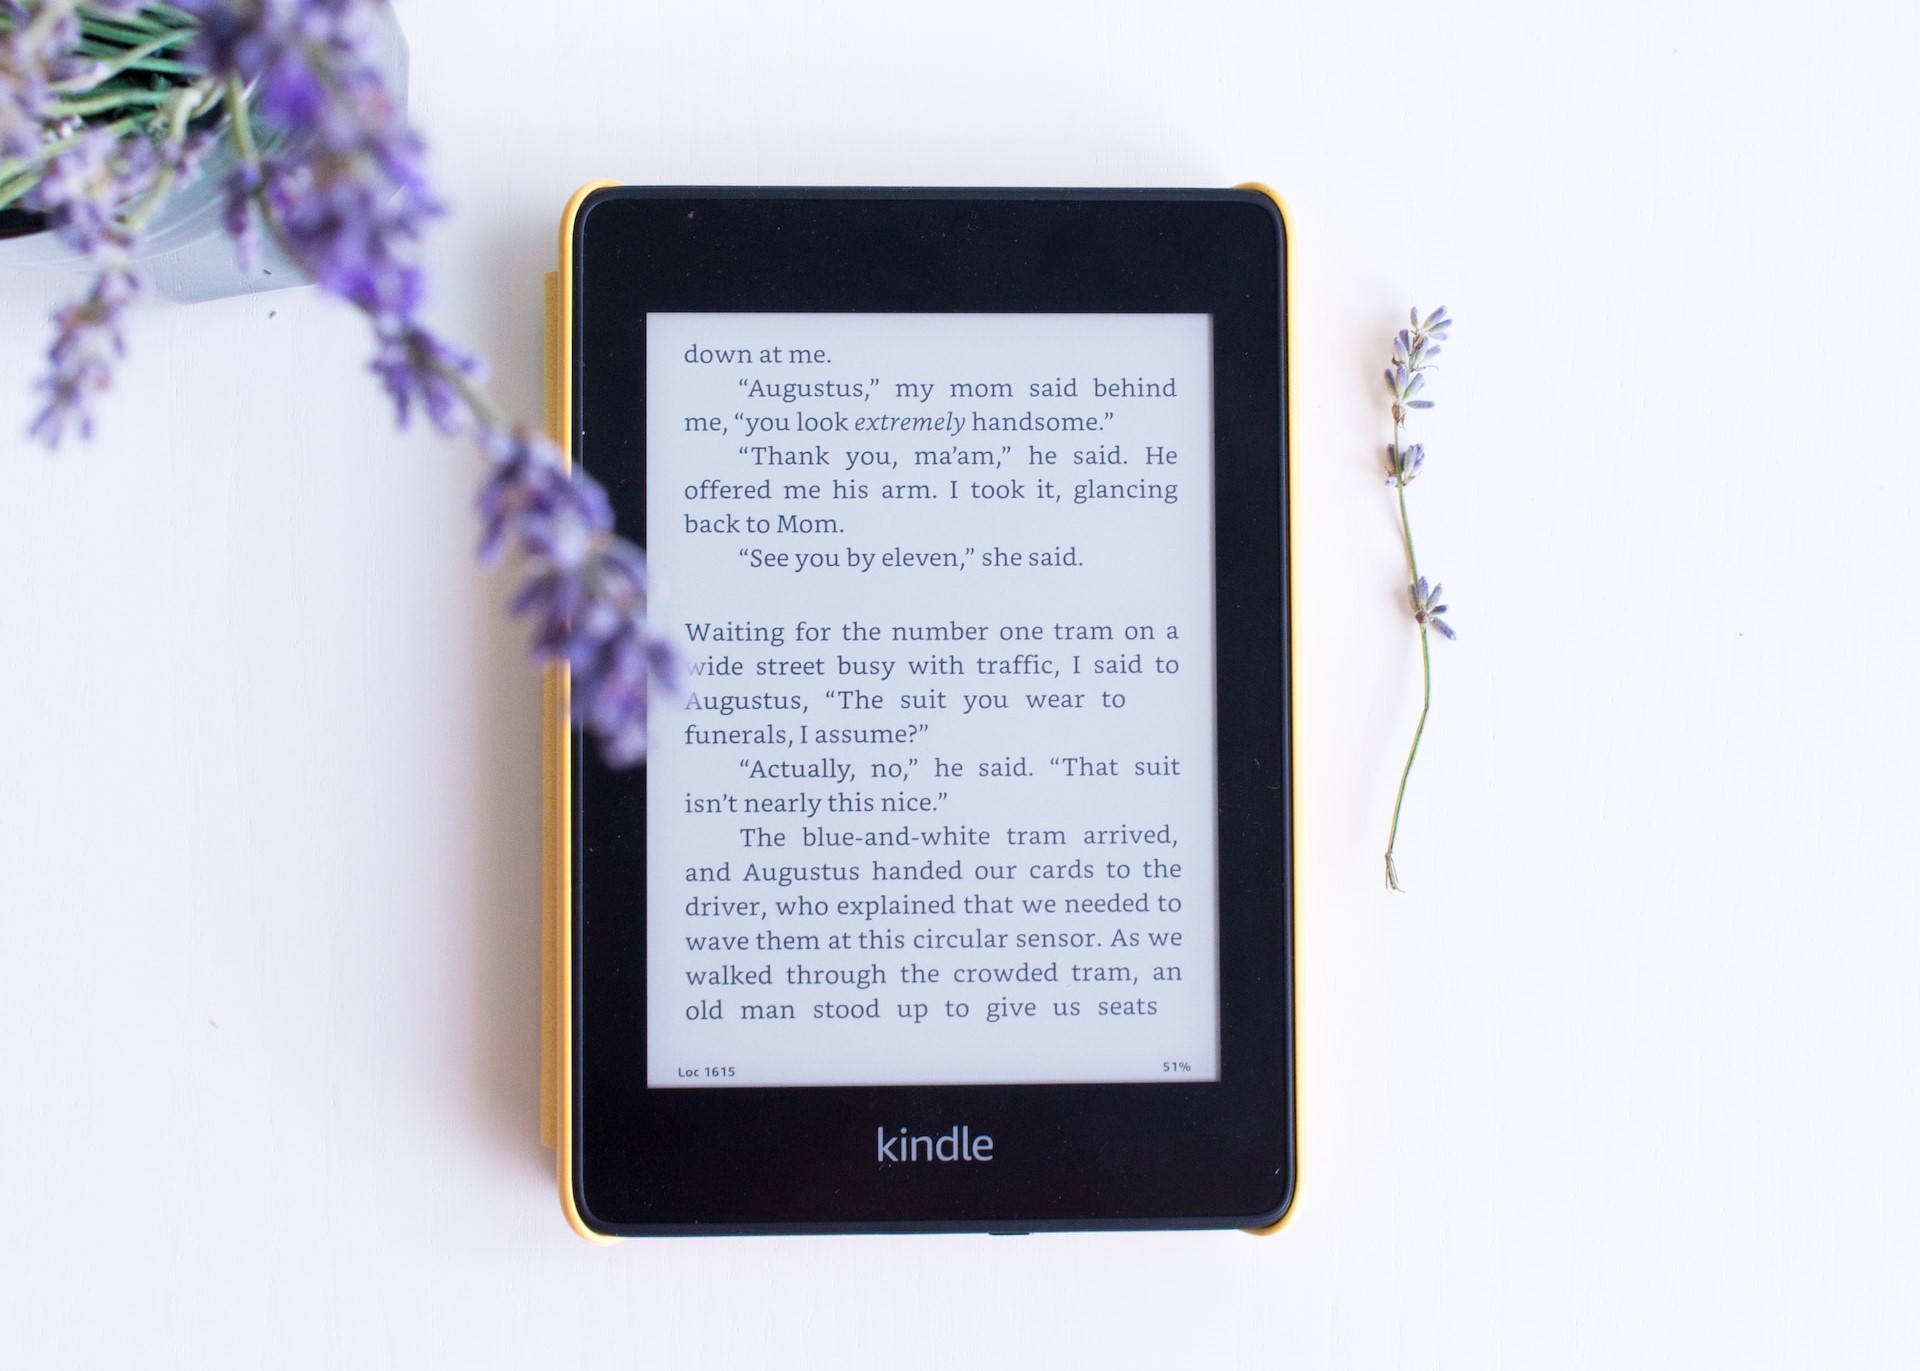 down at me.
“Augustus,” my mom said behind
me, “you look extremely handsome.”
“Thank you, ma’am,” he said. He
offered me his arm. I took it, glancing
back to Mom.
“See you by eleven,” she said.
Waiting for the number one tram on a
wide street busy with traffic, I said to
Augustus, “The suit you wear to
funerals, I assume?”
“Actually, no,” he said. “That suit
isn’t nearly this nice.”
The blue-and-white tram arrived,
and Augustus handed our cards to the
driver, who explained that we needed to
wave them at this circular sensor. As we
walked through the crowded tram, an
old man stood up to give us seats
Loc 1615 51%
kindle